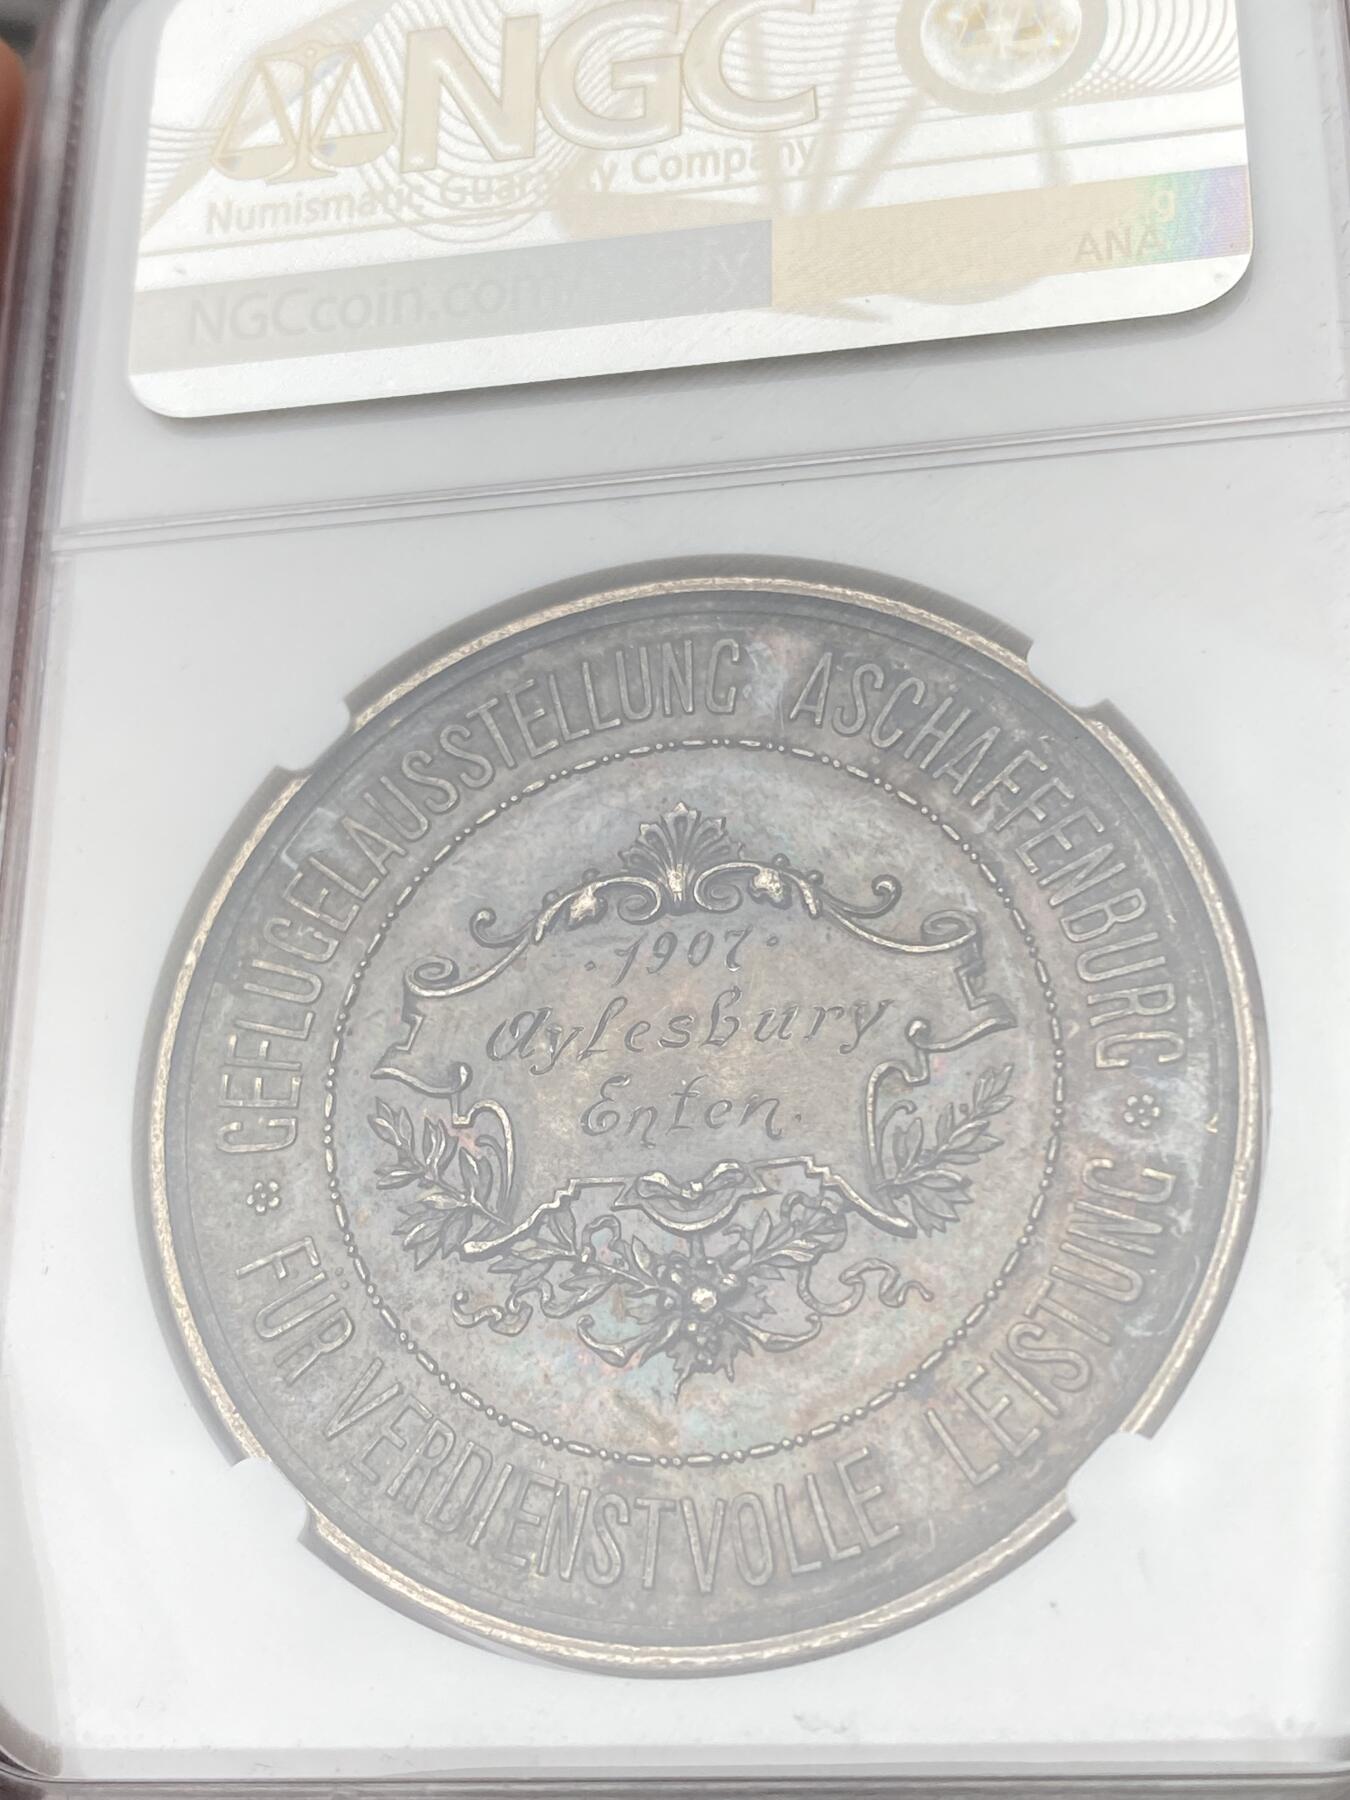 NGC
Numismatic Guaranty Company
NGCcoin.com
ANA
GEFLÜGELAUSSTELLUNG ASCHAFFENBURG
·1907·
Aylesbury
Enten.
FÜR VERDIENSTVOLLE LEISTUNG